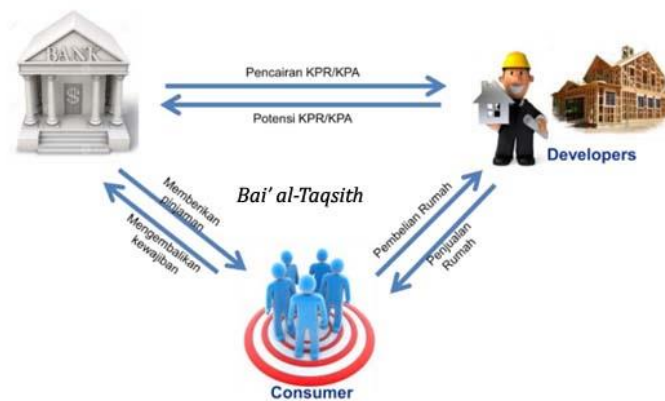 BANK
$
Pencairan KPR/KPA
Potensi KPR/KPA
Developers
Bai' al-Taqsith
Memberikan
pinjaman
Mengembalikan
kewajiban
Pembelian Rumah
Penjualan
Rumah
Consumer